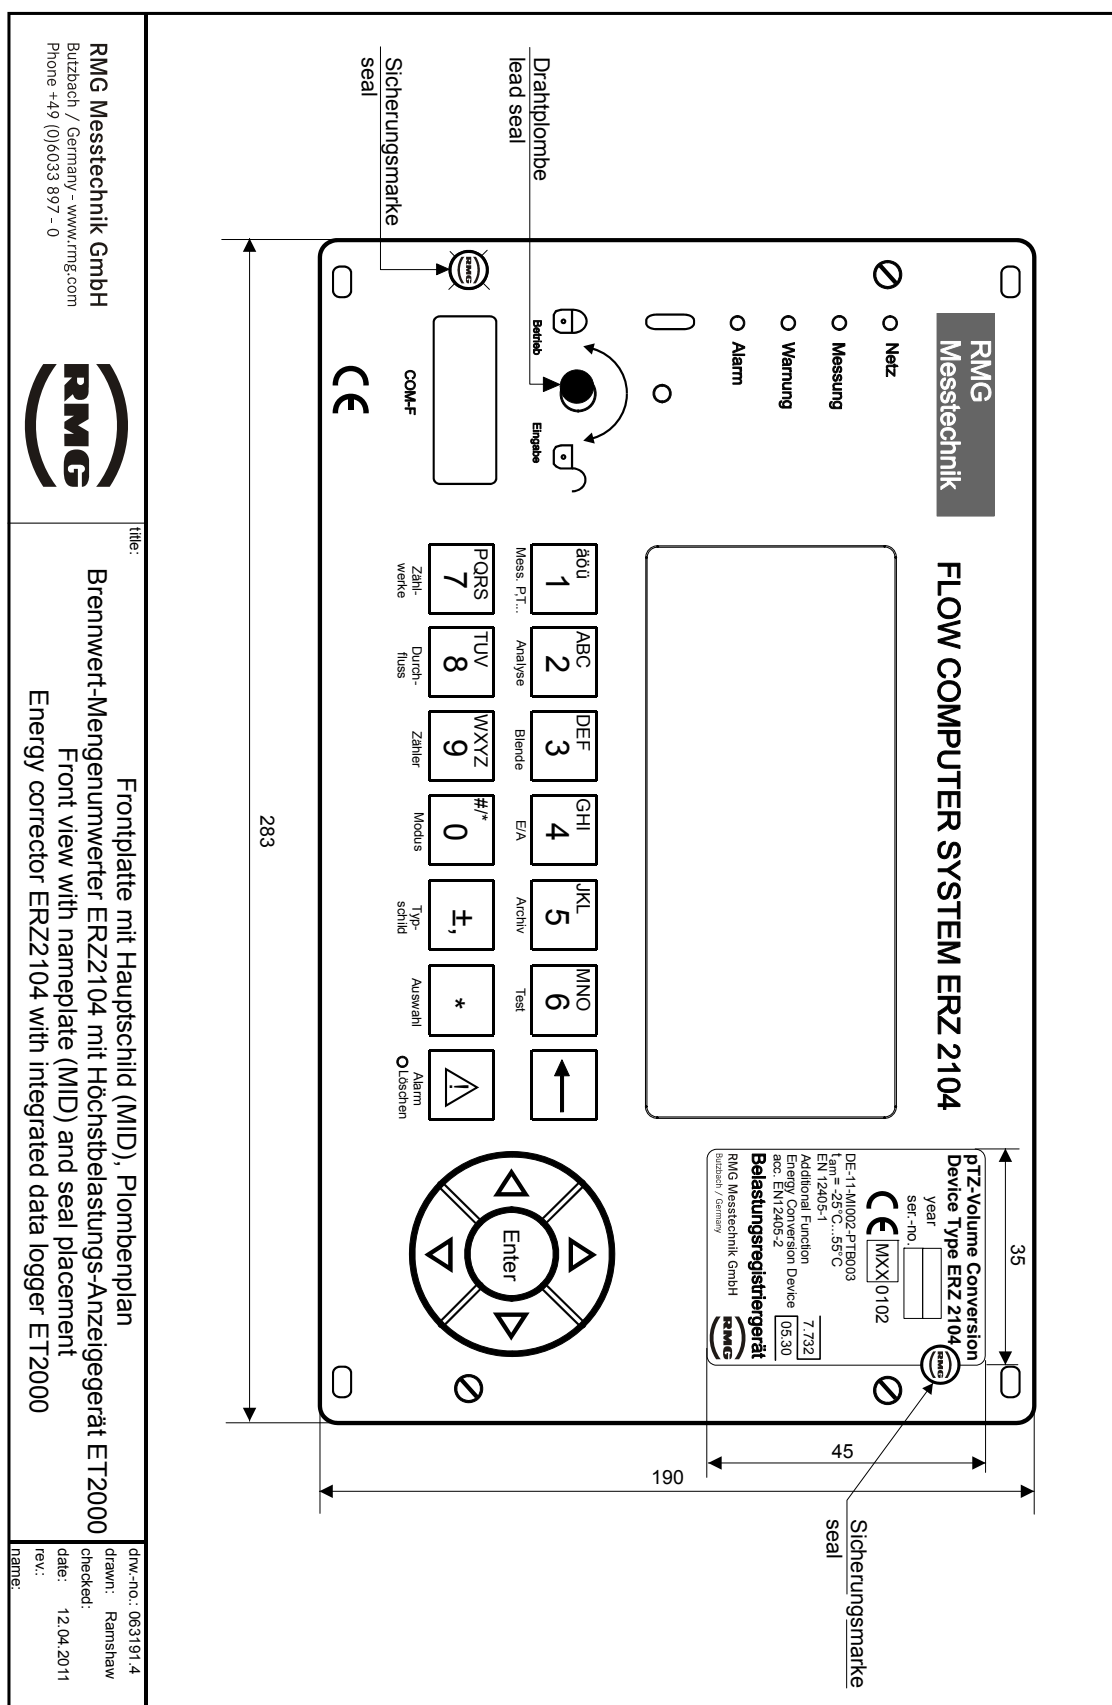 Drahtplombe
lead seal
Sicherungsmarke
seal
RMG
Messtechnik
FLOW COMPUTER SYSTEM ERZ 2104
Netz
Messung
Warnung
Alarm
Betrieb
Eingabe
RMG
COM-F
CE
äöü
1
Mess. P,T...
ABC
2
Analyse
DEF
3
Blende
GHI
4
E/A
JKL
5
Archiv
MNO
6
Test
PQRS
7
Zähl-
werke
TUV
8
Durch-
fluss
WXYZ
9
Zähler
#/*
0
Modus
±,
Typ-
schild
*
Auswahl
!
Alarm
Löschen
Enter
35
pTZ-Volume Conversion
Device Type ERZ 2104
year
ser.-no.
CE MXX 0102
DE-11-MI002-PTB003
tam= -25°C...55°C
EN 12405-1
Additional Function
Energy Conversion Device
acc. EN12405-2
7.732
05.30
Belastungsregistriergerät
RMG Messtechnik GmbH
Butzbach / Germany
RMG
RMG
45
190
283
Sicherungsmarke
seal
RMG Messtechnik GmbH
Butzbach / Germany - www.rmg.com
Phone +49 (0)6033 897 - 0
RMG
title:
Frontplatte mit Hauptschild (MID), Plombenplan
Brennwert-Mengenumwerter ERZ2104 mit Höchstbelastungs-Anzeigegerät ET2000
Front view with nameplate (MID) and seal placement
Energy corrector ERZ2104 with integrated data logger ET2000
drw.-no.: 063191.4
drawn: Ramshaw
checked:
date: 12.04.2011
rev.:
name: